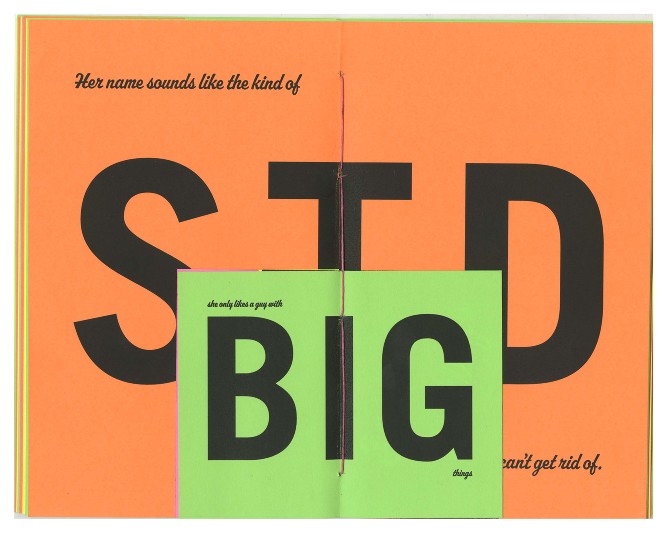 Her name sounds like the kind of
STD
she only likes a guy with
BIG
things
can't get rid of.